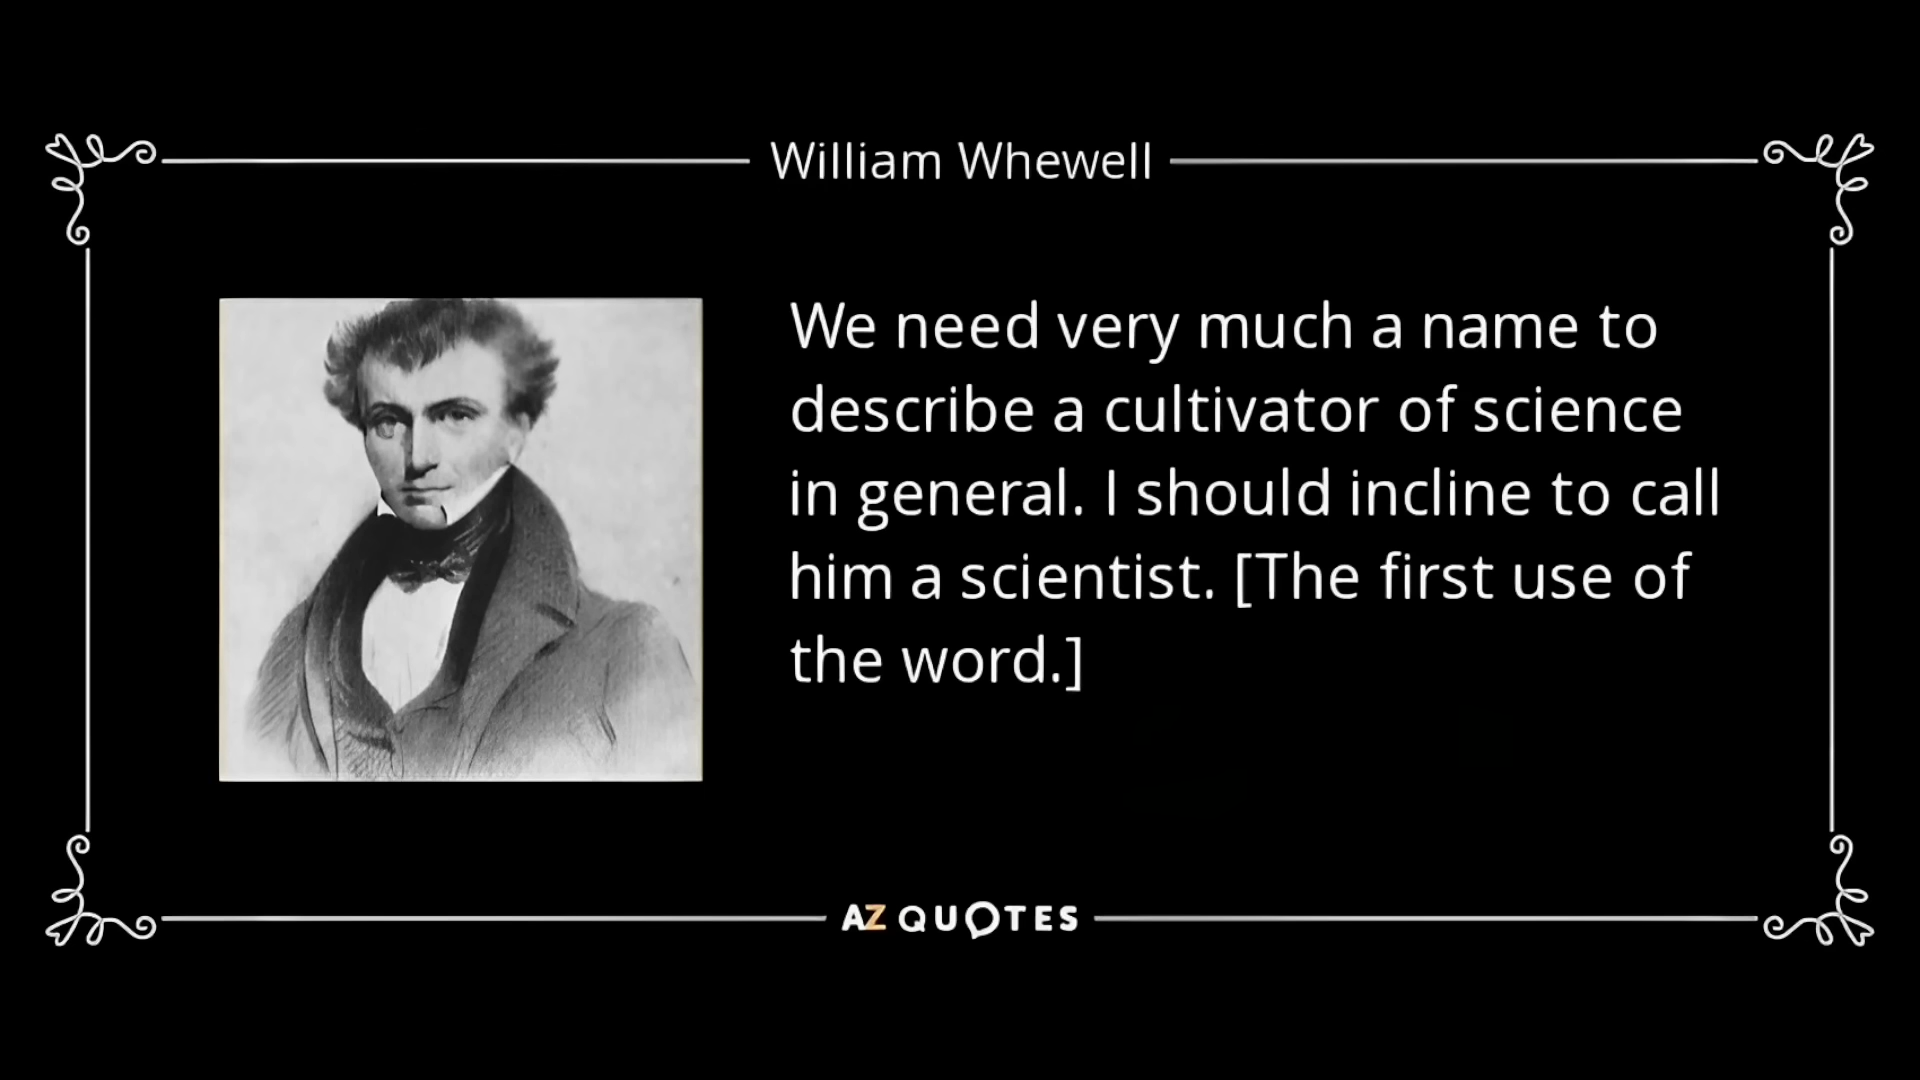 William Whewell
We need very much a name to
describe a cultivator of science
in general. I should incline to call
him a scientist. [The first use of
the word.]
AZ QUOTES